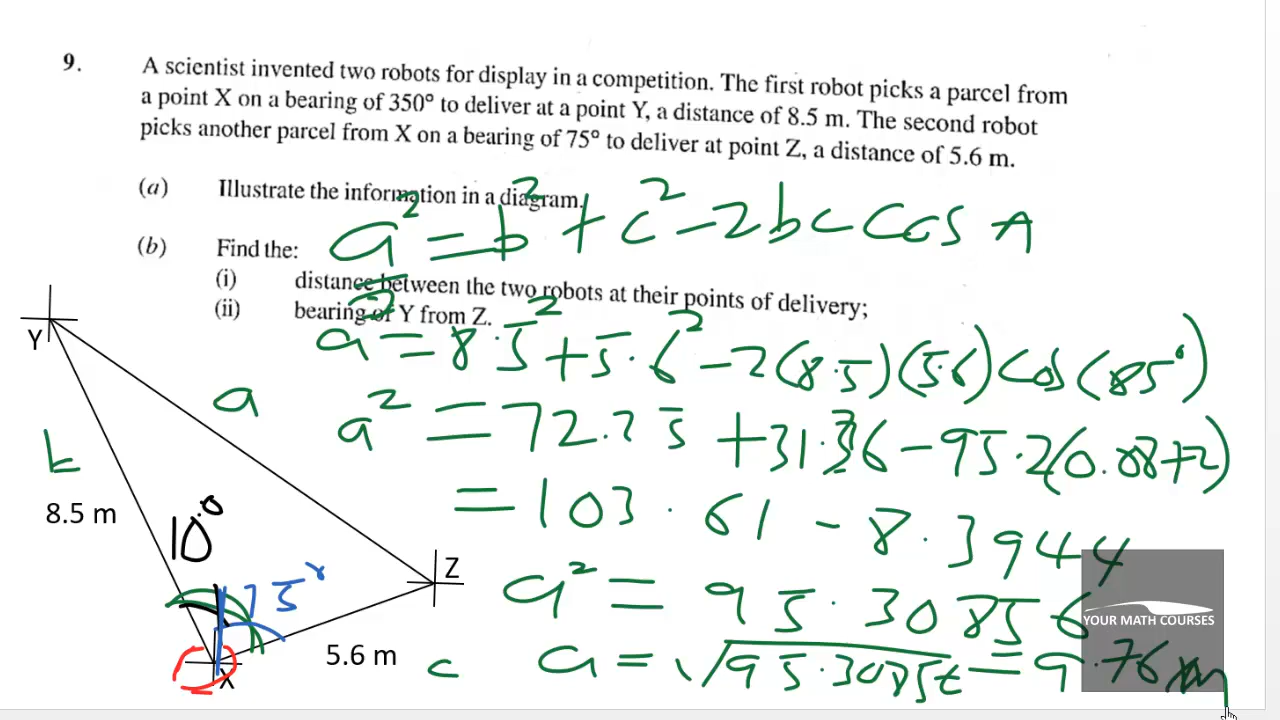 9. A scientist invented two robots for display in a competition. The first robot picks a parcel from
a point X on a bearing of 350° to deliver at a point Y, a distance of 8.5 m. The second robot
picks another parcel from X on a bearing of 75° to deliver at point Z, a distance of 5.6 m.
(a) Illustrate the information in a diagram.
a² = b² + c² - 2bc cos A
(b) Find the:
(i) distance between the two robots at their points of delivery;
(ii) bearing of Y from Z.
a² = 8.5² + 5.6² - 2(8.5)(5.6) cos(85°)
a² = 72.25 + 31.36 - 95.2(0.0872)
= 103.61 - 8.3944
a² = 95.30856
a = √95.3085 = 9.76 m
Y
a
b
8.5 m
10°
75°
Z
5.6 m
c
X
YOUR MATH COURSES